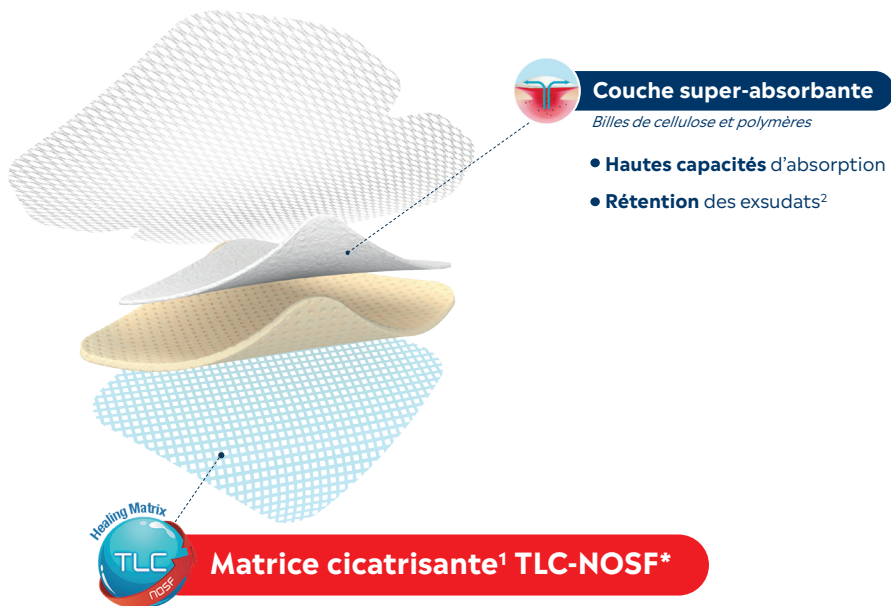 Couche super-absorbante
Billes de cellulose et polymères
• Hautes capacités d'absorption
• Rétention des exsudats²
Healing Matrix
TLC
NOSF
Matrice cicatrisante¹ TLC-NOSF*